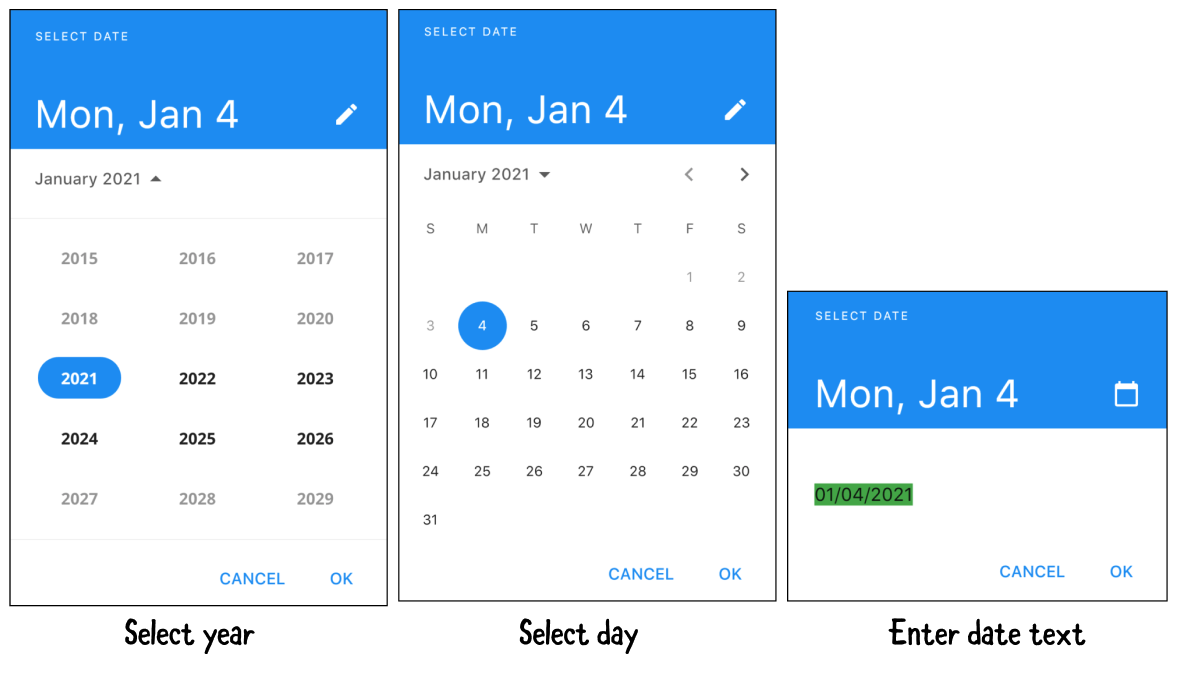 SELECT DATE
Mon, Jan 4
January 2021
2015 2016 2017
2018 2019 2020
2021 2022 2023
2024 2025 2026
2027 2028 2029
CANCEL OK
Select year
SELECT DATE
Mon, Jan 4
January 2021
S M T W T F S
1 2
3 4 5 6 7 8 9
10 11 12 13 14 15 16
17 18 19 20 21 22 23
24 25 26 27 28 29 30
31
CANCEL OK
Select day
SELECT DATE
Mon, Jan 4
01/04/2021
CANCEL OK
Enter date text